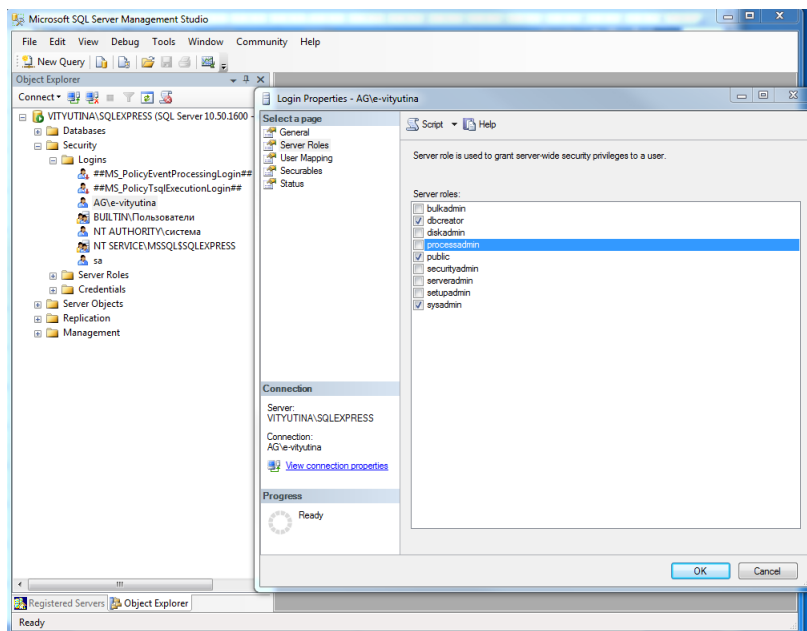 Microsoft SQL Server Management Studio
File Edit View Debug Tools Window Community Help
New Query
Object Explorer
Connect
VITYUTINA\SQLEXPRESS (SQL Server 10.50.1600 -
Databases
Security
Logins
##MS_PolicyEventProcessingLogin##
##MS_PolicyTsqlExecutionLogin##
AG\e-vityutina
BUILTIN\Пользователи
NT AUTHORITY\система
NT SERVICE\MSSQL$SQLEXPRESS
sa
Server Roles
Credentials
Server Objects
Replication
Management
Registered Servers Object Explorer
Ready
Login Properties - AG\e-vityutina
Select a page
General
Server Roles
User Mapping
Securables
Status
Connection
Server:
VITYUTINA\SQLEXPRESS
Connection:
AG\e-vityutina
View connection properties
Progress
Ready
Script Help
Server role is used to grant server-wide security privileges to a user.
Server roles:
bulkadmin
dbcreator
diskadmin
processadmin
public
securityadmin
serveradmin
setupadmin
sysadmin
OK Cancel